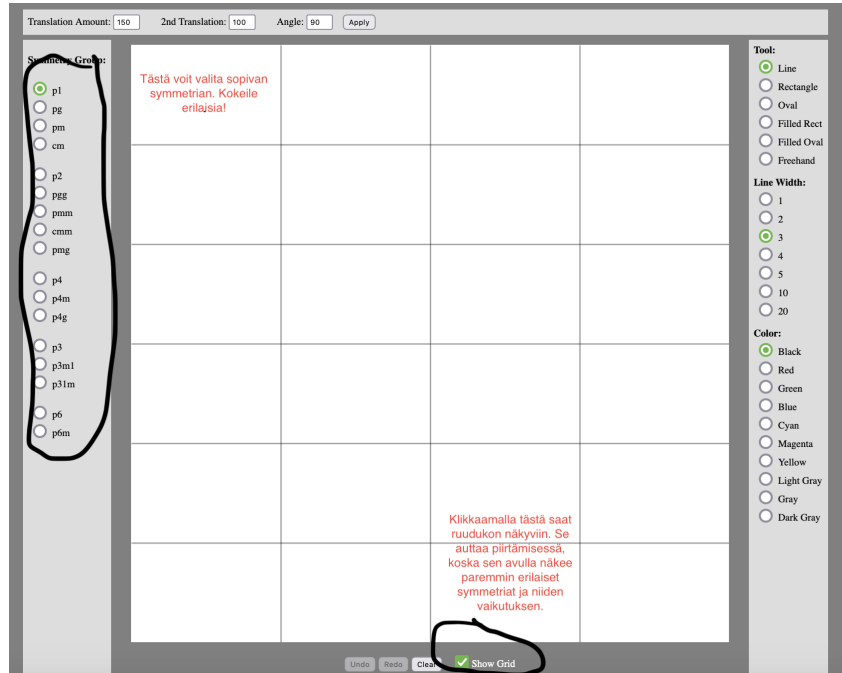 Translation Amount: 150 2nd Translation: 100 Angle: 90 Apply
Symmetry Group:
p1
pg
pm
cm
p2
pgg
pmm
cmm
pmg
p4
p4m
p4g
p3
p3m1
p31m
p6
p6m
Tästä voit valita sopivan
symmetrian. Kokeile
erilaisia!
Klikkaamalla tästä saat
ruudukon näkyviin. Se
auttaa piirtämisessä,
koska sen avulla näkee
paremmin erilaiset
symmetriat ja niiden
vaikutuksen.
Undo Redo Clear Show Grid
Tool:
Line
Rectangle
Oval
Filled Rect
Filled Oval
Freehand
Line Width:
1
2
3
4
5
10
20
Color:
Black
Red
Green
Blue
Cyan
Magenta
Yellow
Light Gray
Gray
Dark Gray